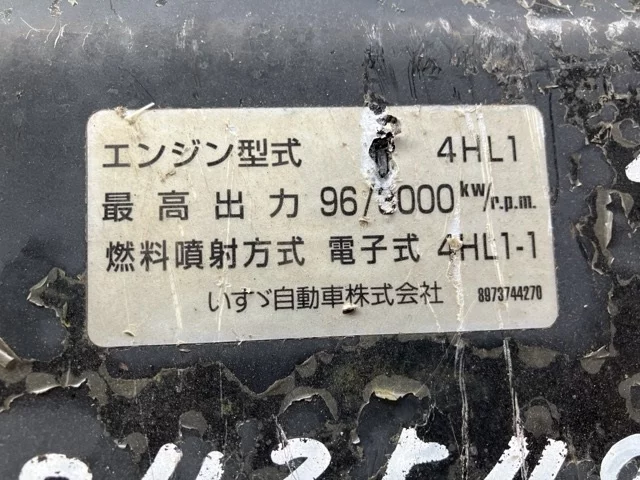 エンジン型式 4HL1
最高出力 96/3000 kw/r.p.m.
燃料噴射方式 電子式 4HL1-1
いすゞ自動車株式会社 8973744270